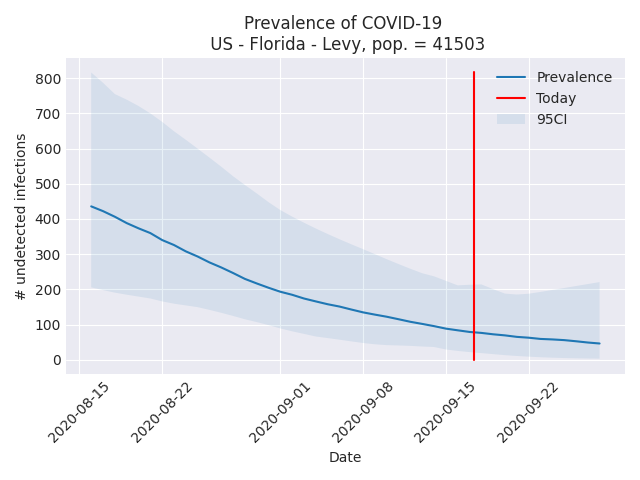 Prevalence of COVID-19
US - Florida - Levy, pop. = 41503
# undetected infections
800
700
600
500
400
300
200
100
0
Prevalence
Today
95CI
2020-08-15
2020-08-22
2020-09-01
2020-09-08
2020-09-15
2020-09-22
Date